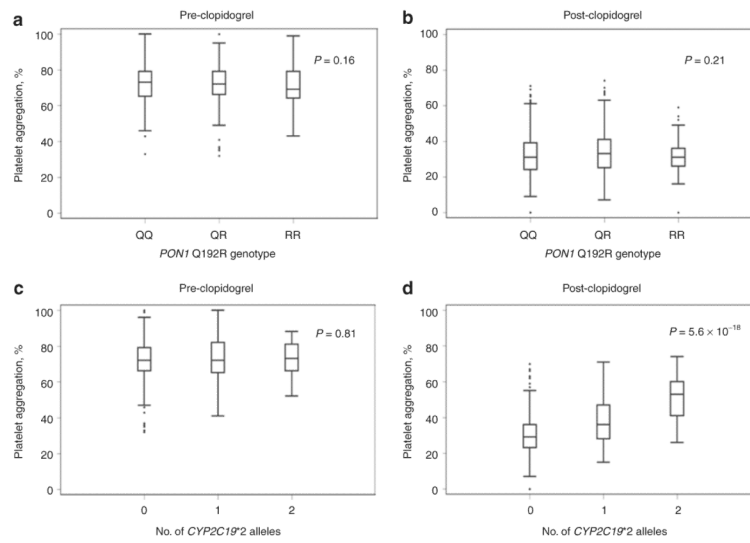 a
Pre-clopidogrel
Platelet aggregation, %
100
80
60
40
20
0
P = 0.16
QQ QR RR
PON1 Q192R genotype
b
Post-clopidogrel
Platelet aggregation, %
100
80
60
40
20
0
P = 0.21
QQ QR RR
PON1 Q192R genotype
c
Pre-clopidogrel
Platelet aggregation, %
100
80
60
40
20
0
P = 0.81
0 1 2
No. of CYP2C19*2 alleles
d
Post-clopidogrel
Platelet aggregation, %
100
80
60
40
20
0
P = 5.6 × 10⁻¹⁸
0 1 2
No. of CYP2C19*2 alleles